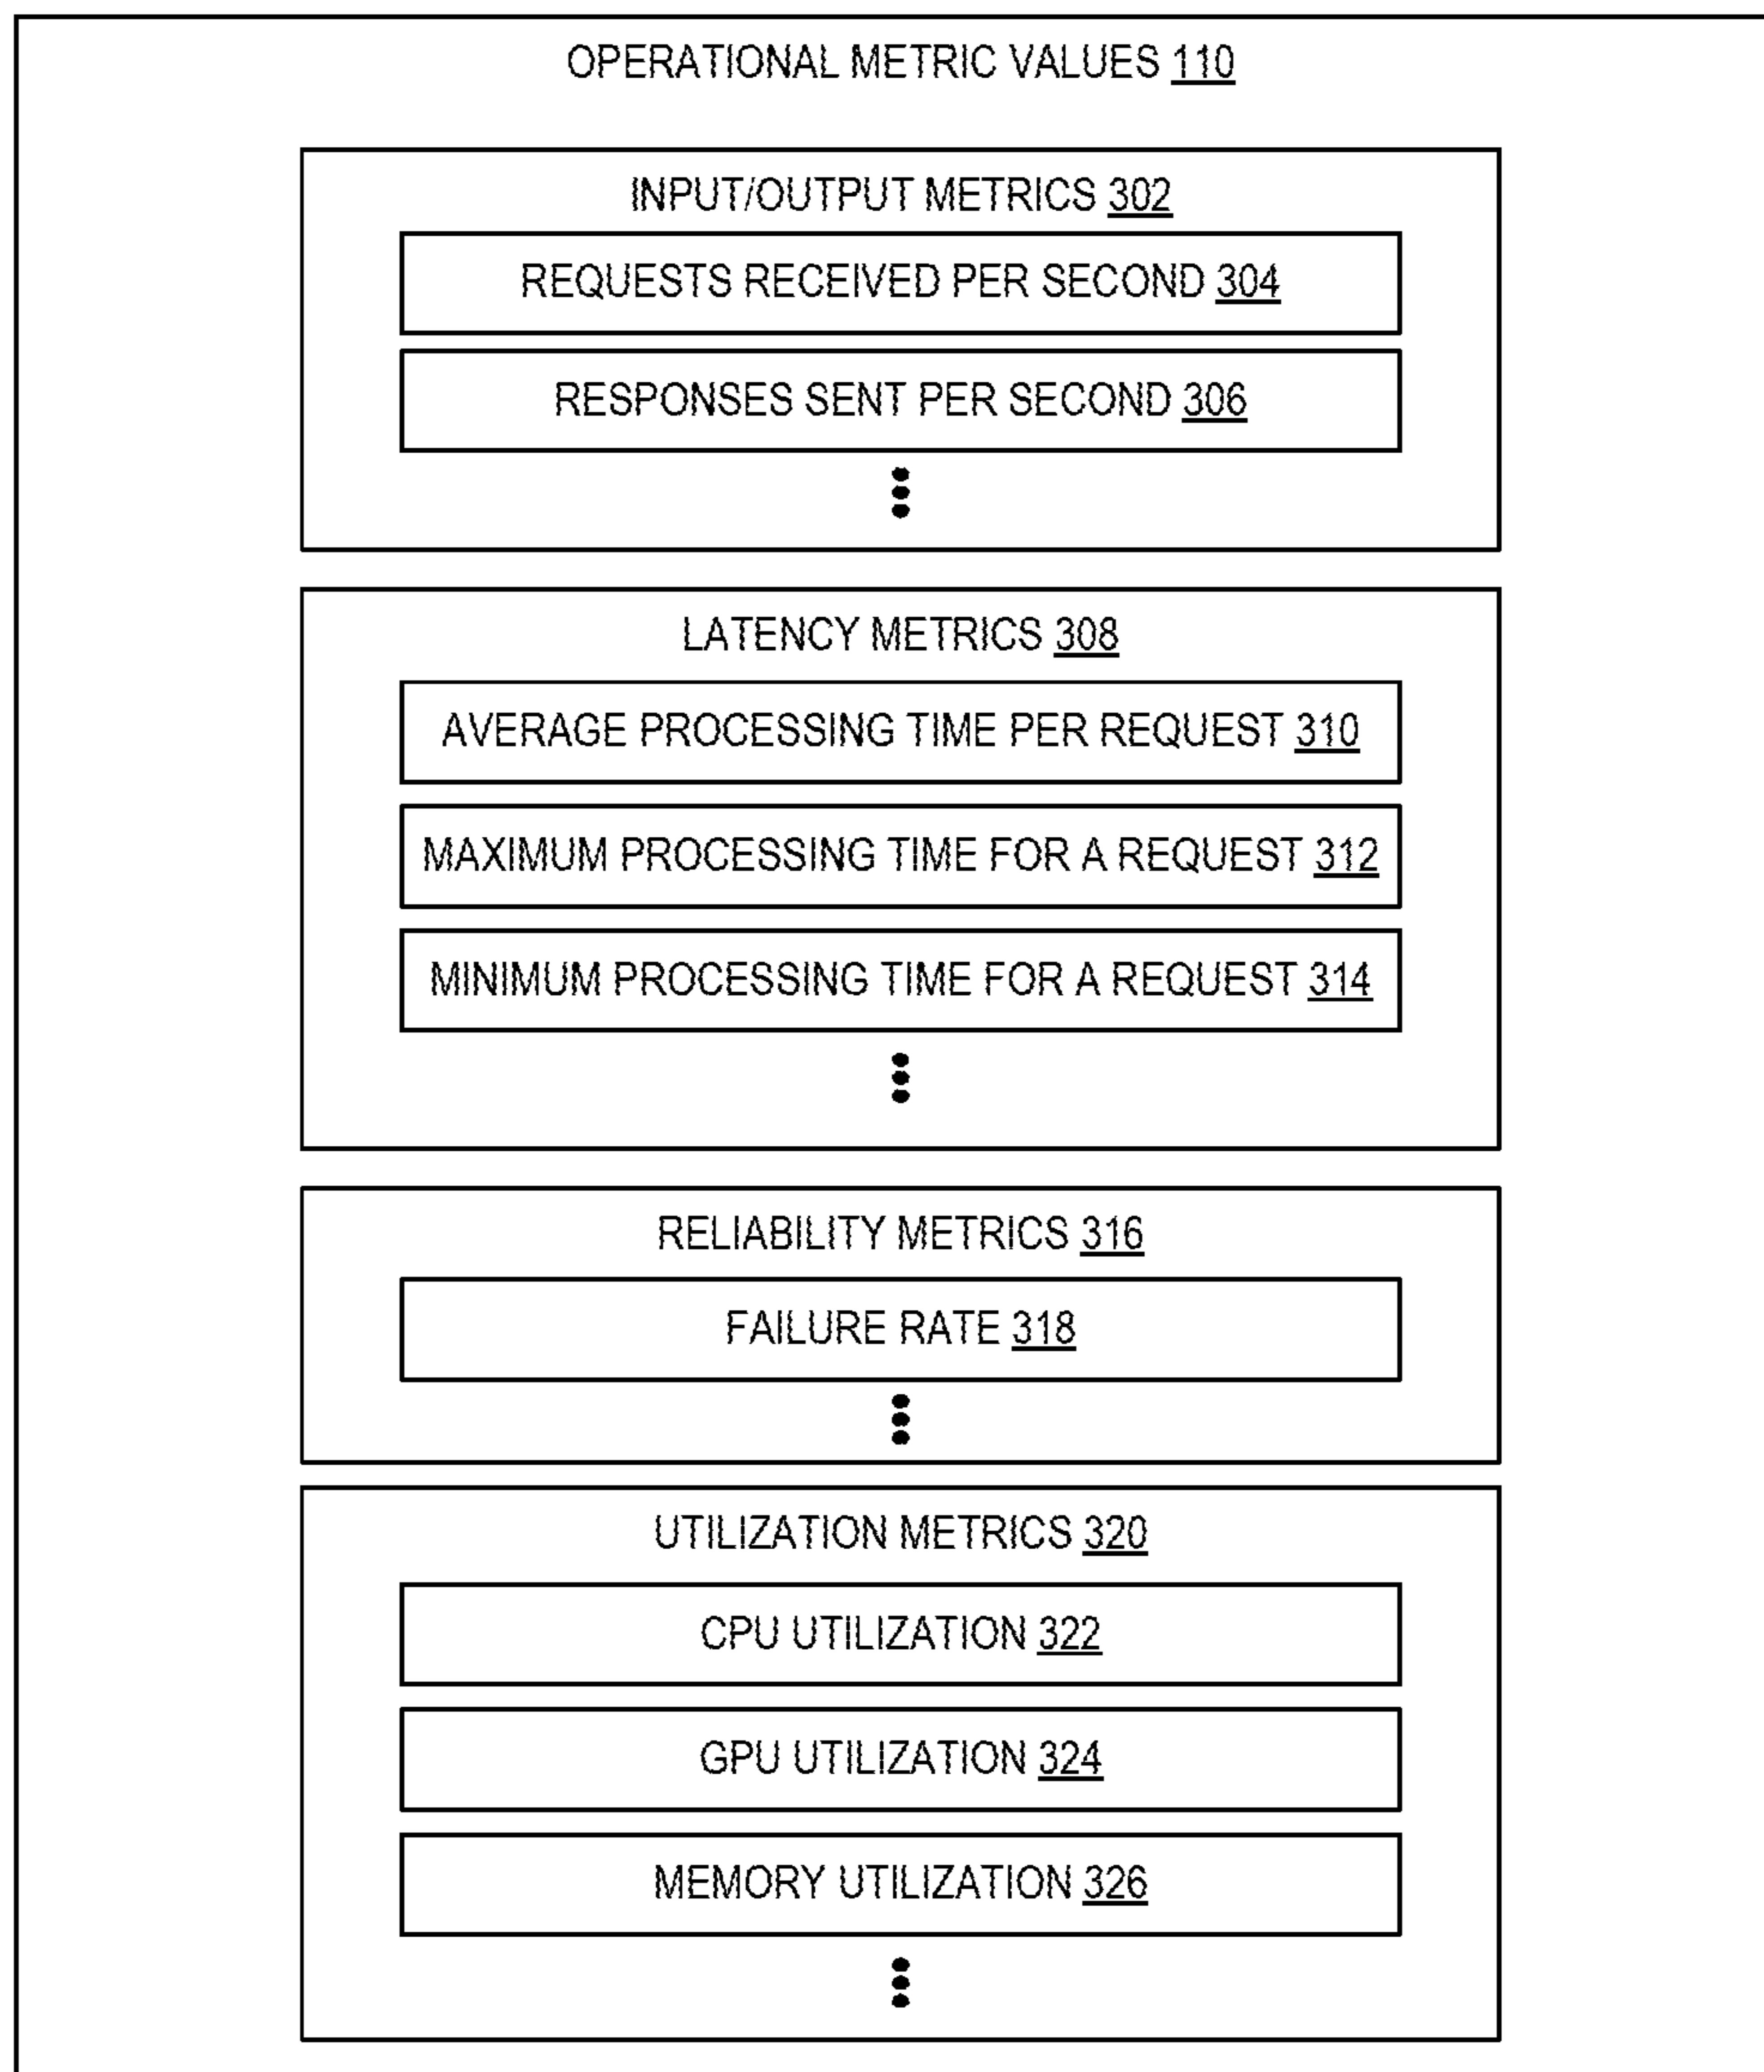 OPERATIONAL METRIC VALUES 110
INPUT/OUTPUT METRICS 302
REQUESTS RECEIVED PER SECOND 304
RESPONSES SENT PER SECOND 306
LATENCY METRICS 308
AVERAGE PROCESSING TIME PER REQUEST 310
MAXIMUM PROCESSING TIME FOR A REQUEST 312
MINIMUM PROCESSING TIME FOR A REQUEST 314
RELIABILITY METRICS 316
FAILURE RATE 318
UTILIZATION METRICS 320
CPU UTILIZATION 322
GPU UTILIZATION 324
MEMORY UTILIZATION 326